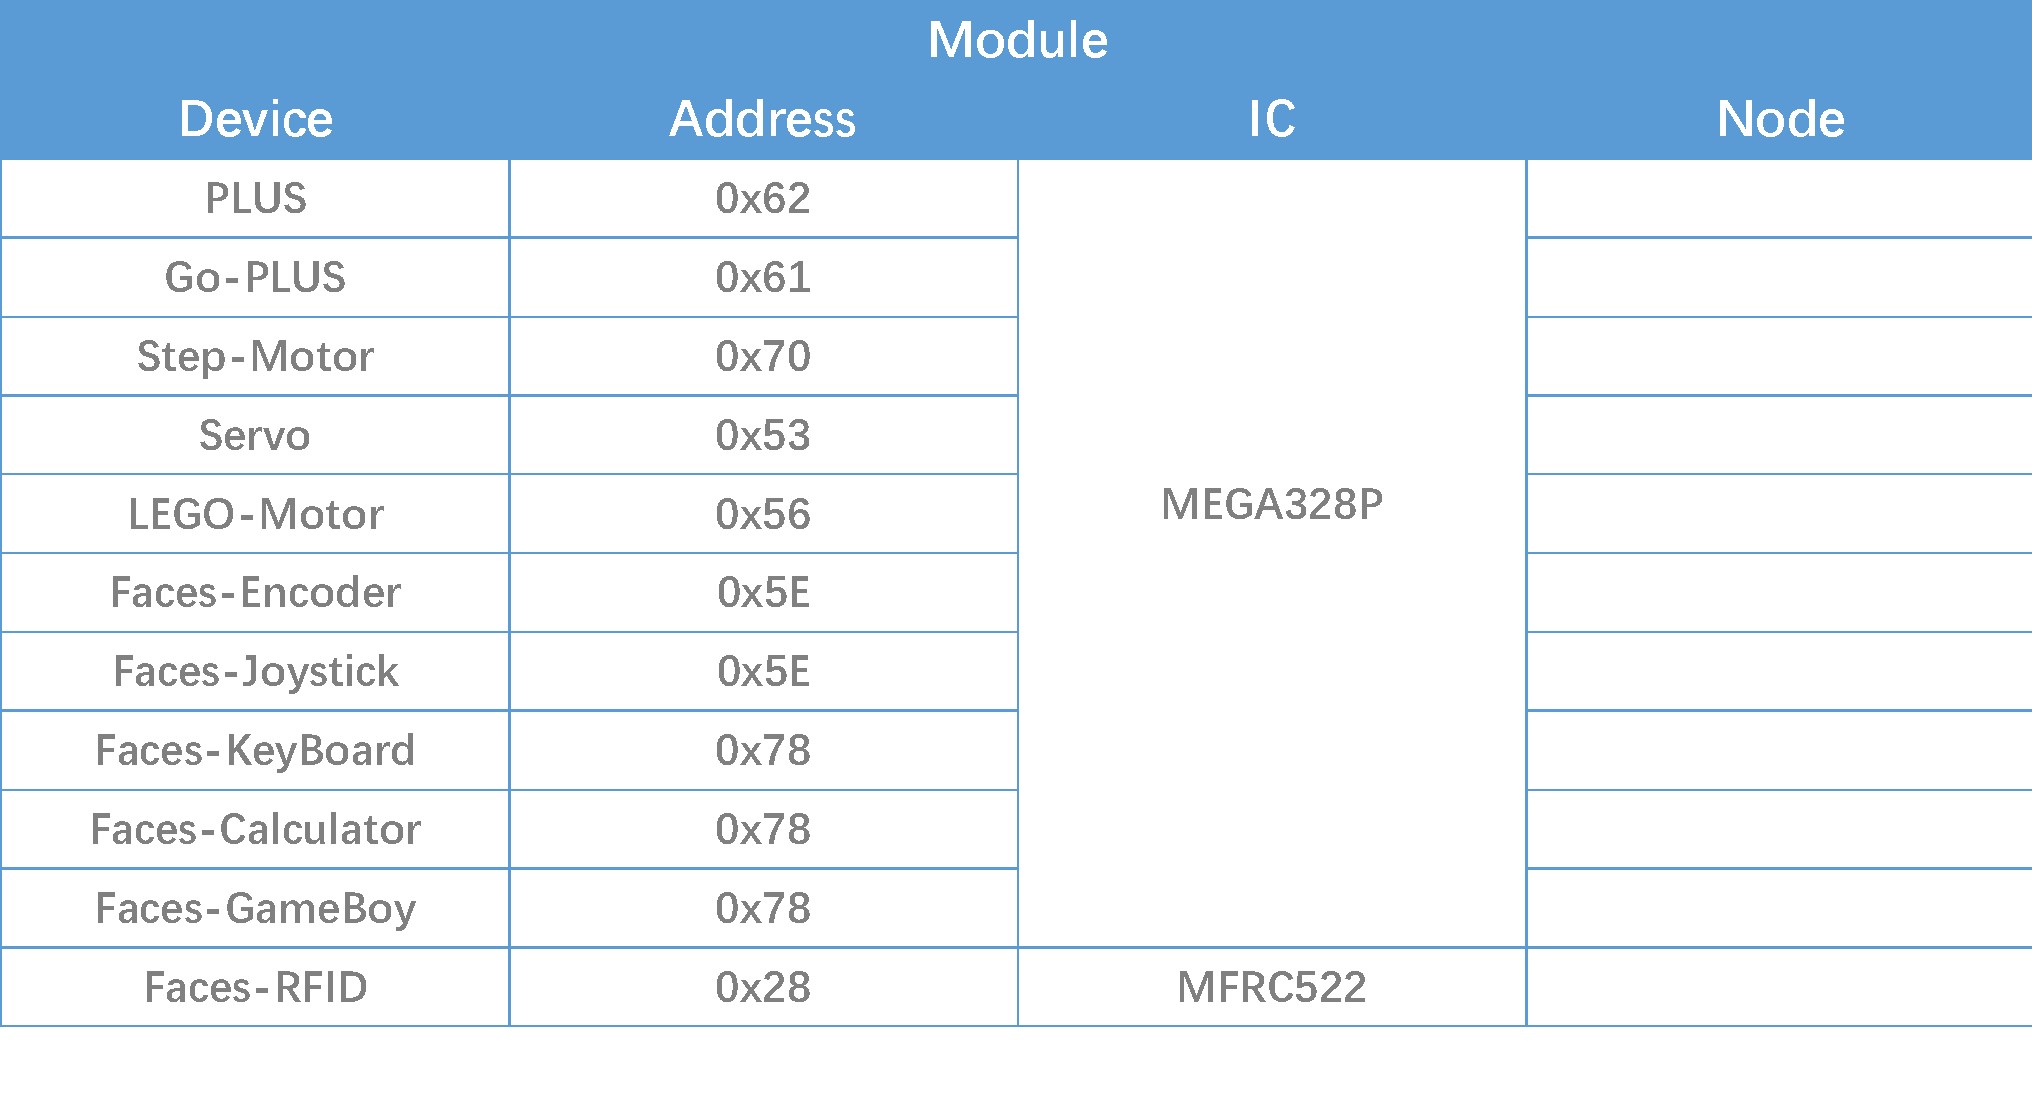 Module
Device Address IC Node
PLUS 0x62
Go-PLUS 0x61
Step-Motor 0x70
Servo 0x53
MEGA328P
LEGO-Motor 0x56
Faces-Encoder 0x5E
Faces-Joystick 0x5E
Faces-KeyBoard 0x78
Faces-Calculator 0x78
Faces-GameBoy 0x78
Faces-RFID 0x28 MFRC522